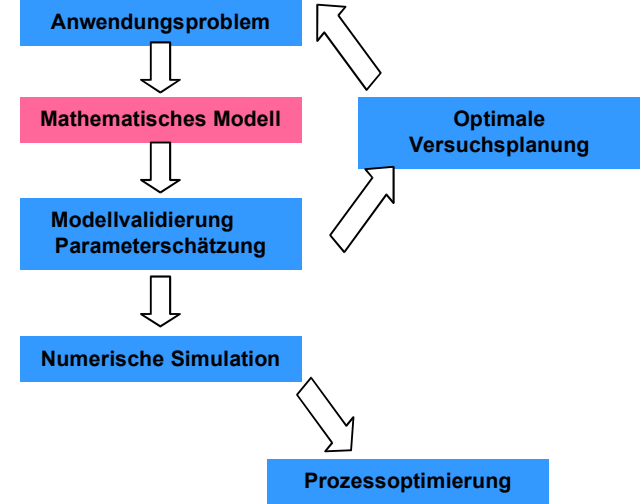 Anwendungsproblem
Mathematisches Modell
Optimale
Versuchsplanung
Modellvalidierung
Parameterschätzung
Numerische Simulation
Prozessoptimierung